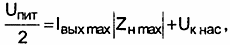 Uпит/2 = Iвых max|Zн max| + Uк нас,